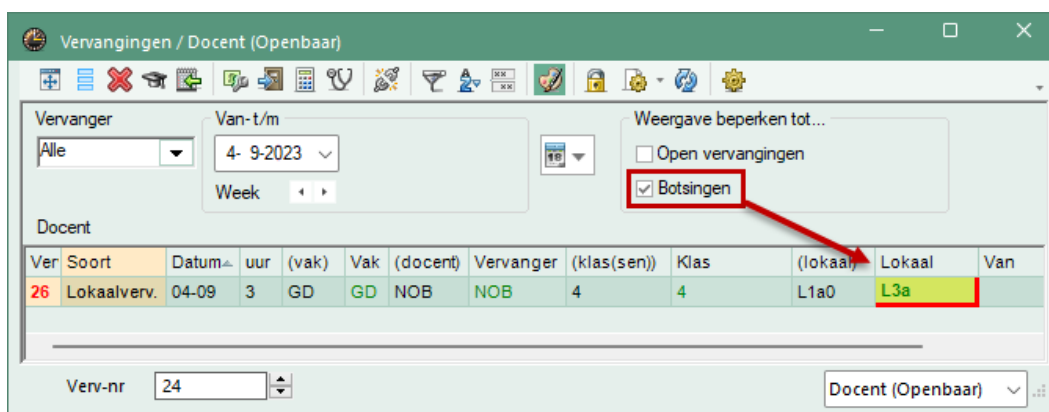 Vervangingen / Docent (Openbaar)
Vervanger Van- t/m Weergave beperken tot...
Alle 4- 9-2023 18 Open vervangingen
Week Botsingen
Docent
Ver Soort Datum uur (vak) Vak (docent) Vervanger (klas(sen)) Klas (lokaal) Lokaal Van
26 Lokaalverv. 04-09 3 GD GD NOB NOB 4 4 L1a0 L3a
Verv-nr 24 Docent (Openbaar)